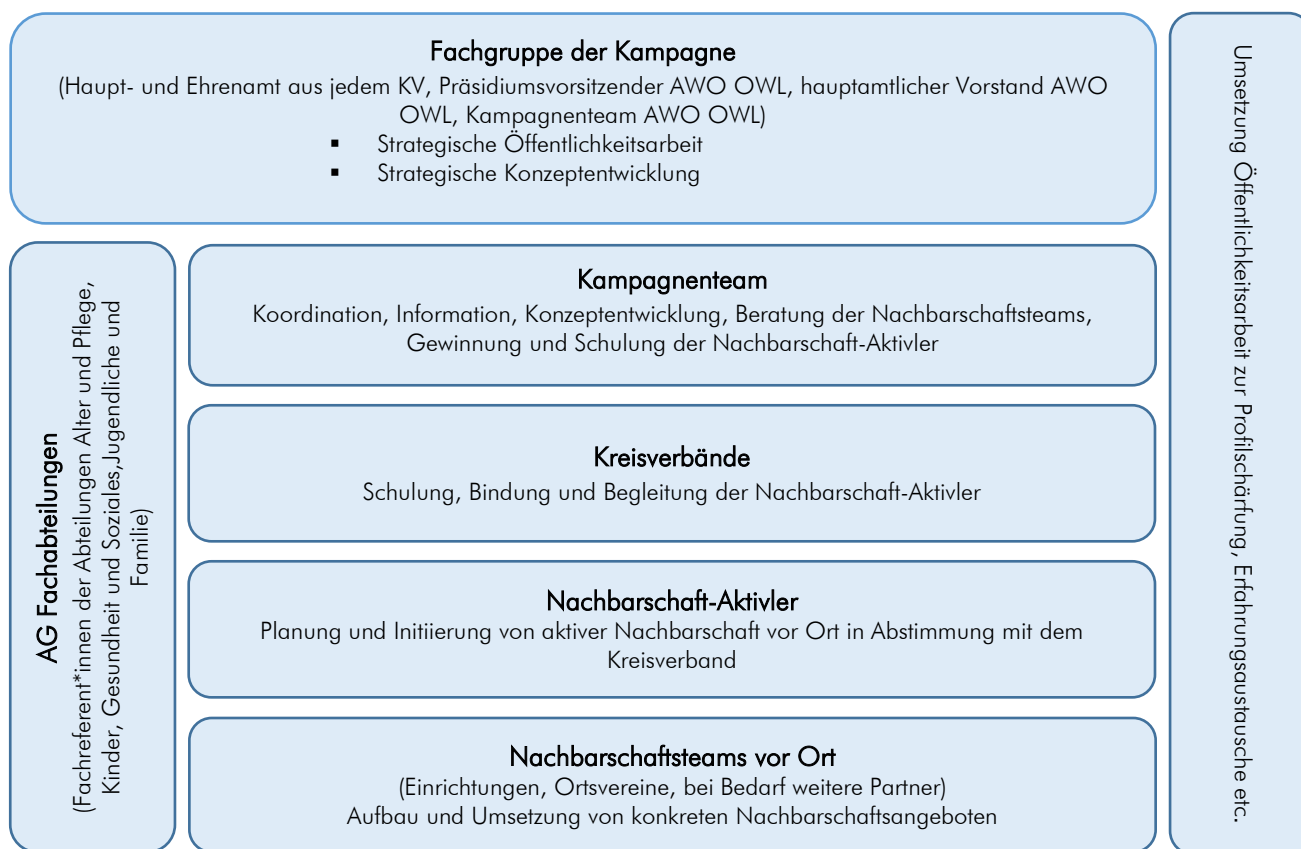 Fachgruppe der Kampagne
(Haupt- und Ehrenamt aus jedem KV, Präsidiumsvorsitzender AWO OWL, hauptamtlicher Vorstand AWO
OWL, Kampagnenteam AWO OWL)
▪ Strategische Öffentlichkeitsarbeit
▪ Strategische Konzeptentwicklung
AG Fachabteilungen
(Fachreferent*innen der Abteilungen Alter und Pflege,
Kinder, Gesundheit und Soziales,Jugendliche und
Familie)
Kampagnenteam
Koordination, Information, Konzeptentwicklung, Beratung der Nachbarschaftsteams,
Gewinnung und Schulung der Nachbarschaft-Aktivler
Kreisverbände
Schulung, Bindung und Begleitung der Nachbarschaft-Aktivler
Nachbarschaft-Aktivler
Planung und Initiierung von aktiver Nachbarschaft vor Ort in Abstimmung mit dem
Kreisverband
Nachbarschaftsteams vor Ort
(Einrichtungen, Ortsvereine, bei Bedarf weitere Partner)
Aufbau und Umsetzung von konkreten Nachbarschaftsangeboten
Umsetzung Öffentlichkeitsarbeit zur Profilschärfung, Erfahrungsaustausche etc.